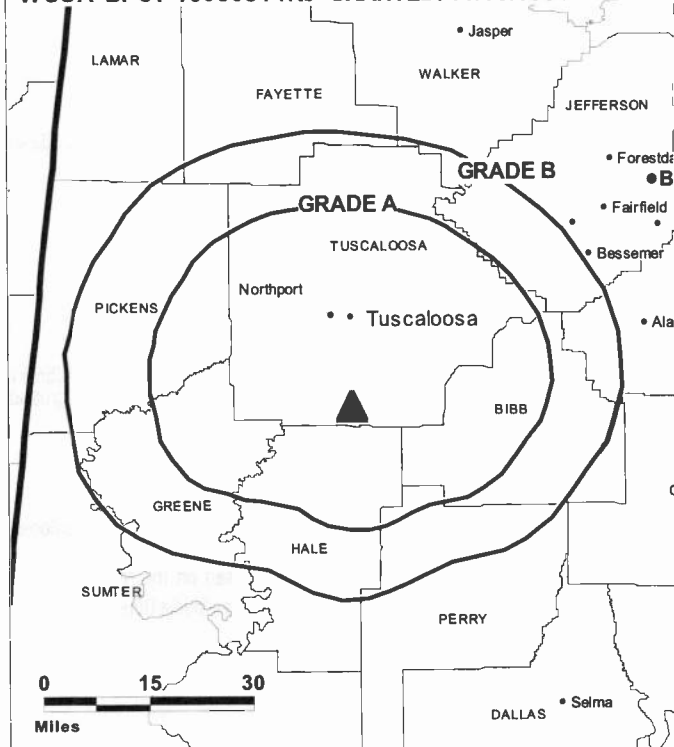 Jasper
LAMAR
WALKER
FAYETTE
JEFFERSON
Forestda
GRADE B
B
Fairfield
GRADE A
TUSCALOOSA
Bessemer
Northport
PICKENS
Tuscaloosa
Ala
BIBB
GREENE
HALE
SUMTER
PERRY
0 15 30
Miles
Selma
DALLAS